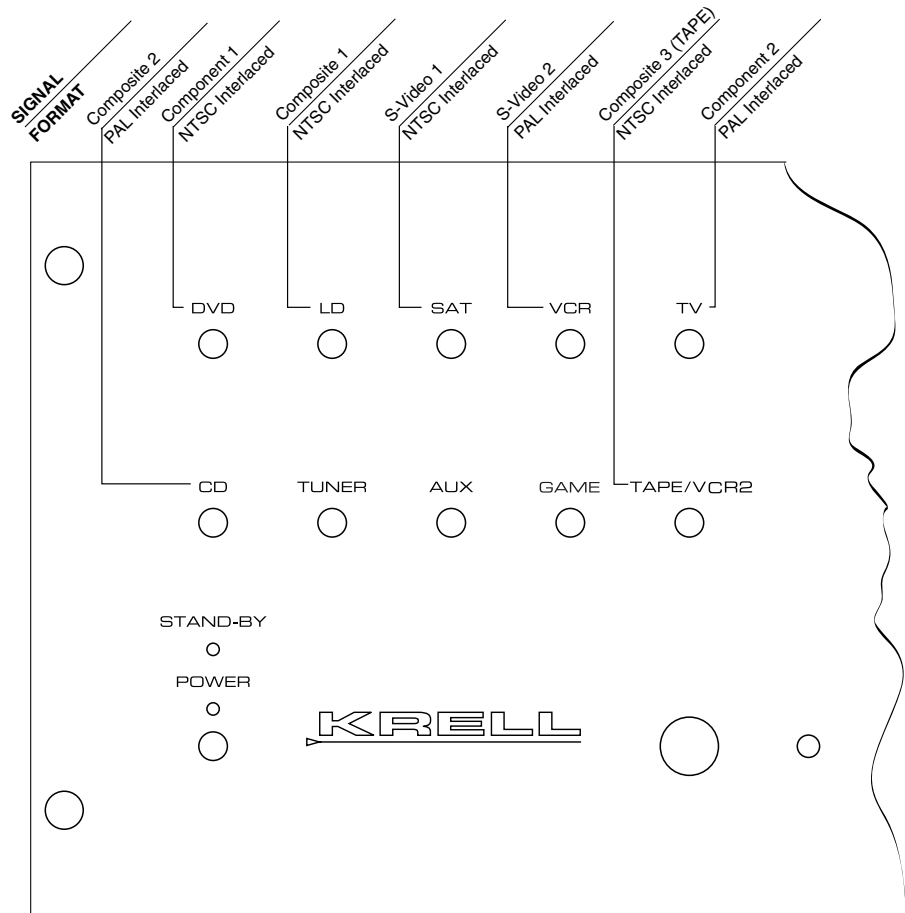 SIGNAL
FORMAT
Composite 2
PAL Interlaced
Component 1
NTSC Interlaced
Composite 1
NTSC Interlaced
S-Video 1
NTSC Interlaced
S-Video 2
PAL Interlaced
Composite 3 (TAPE)
NTSC Interlaced
Component 2
PAL Interlaced
DVD LD SAT VCR TV
CD TUNER AUX GAME TAPE/VCR2
STAND-BY
POWER
KRELL